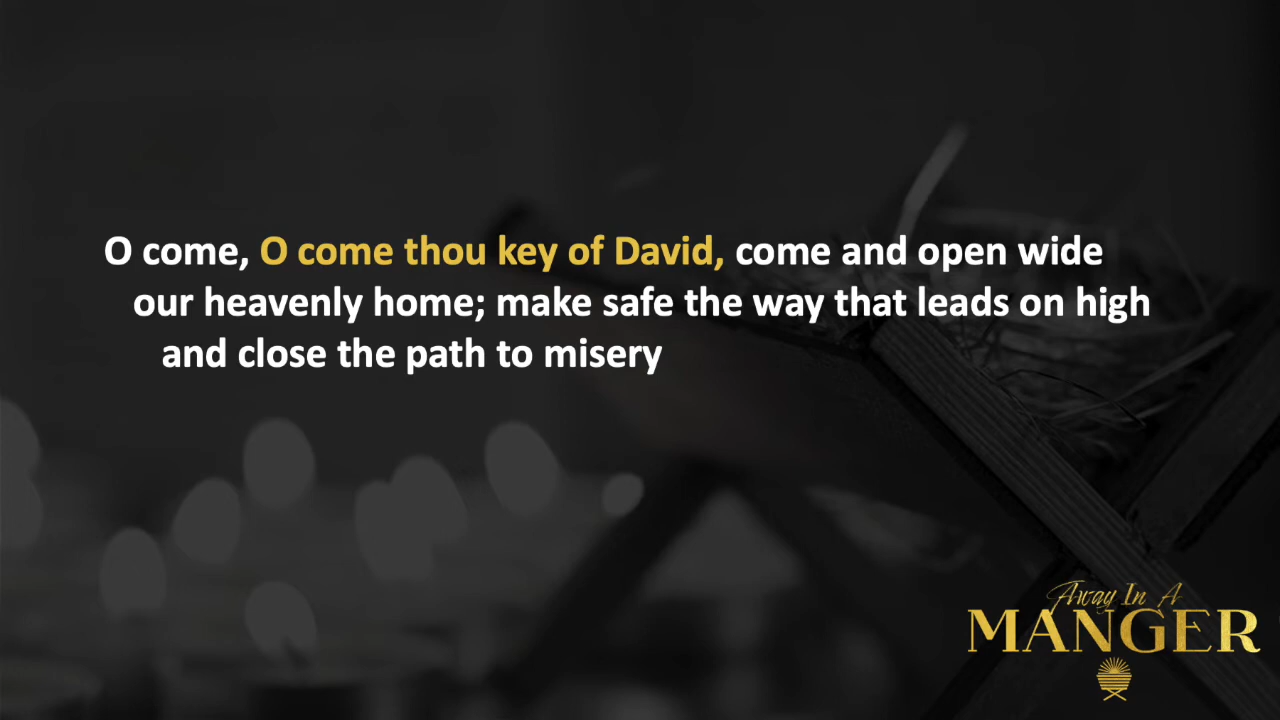 O come, O come thou key of David, come and open wide
our heavenly home; make safe the way that leads on high
and close the path to misery
Away In A
MANGER